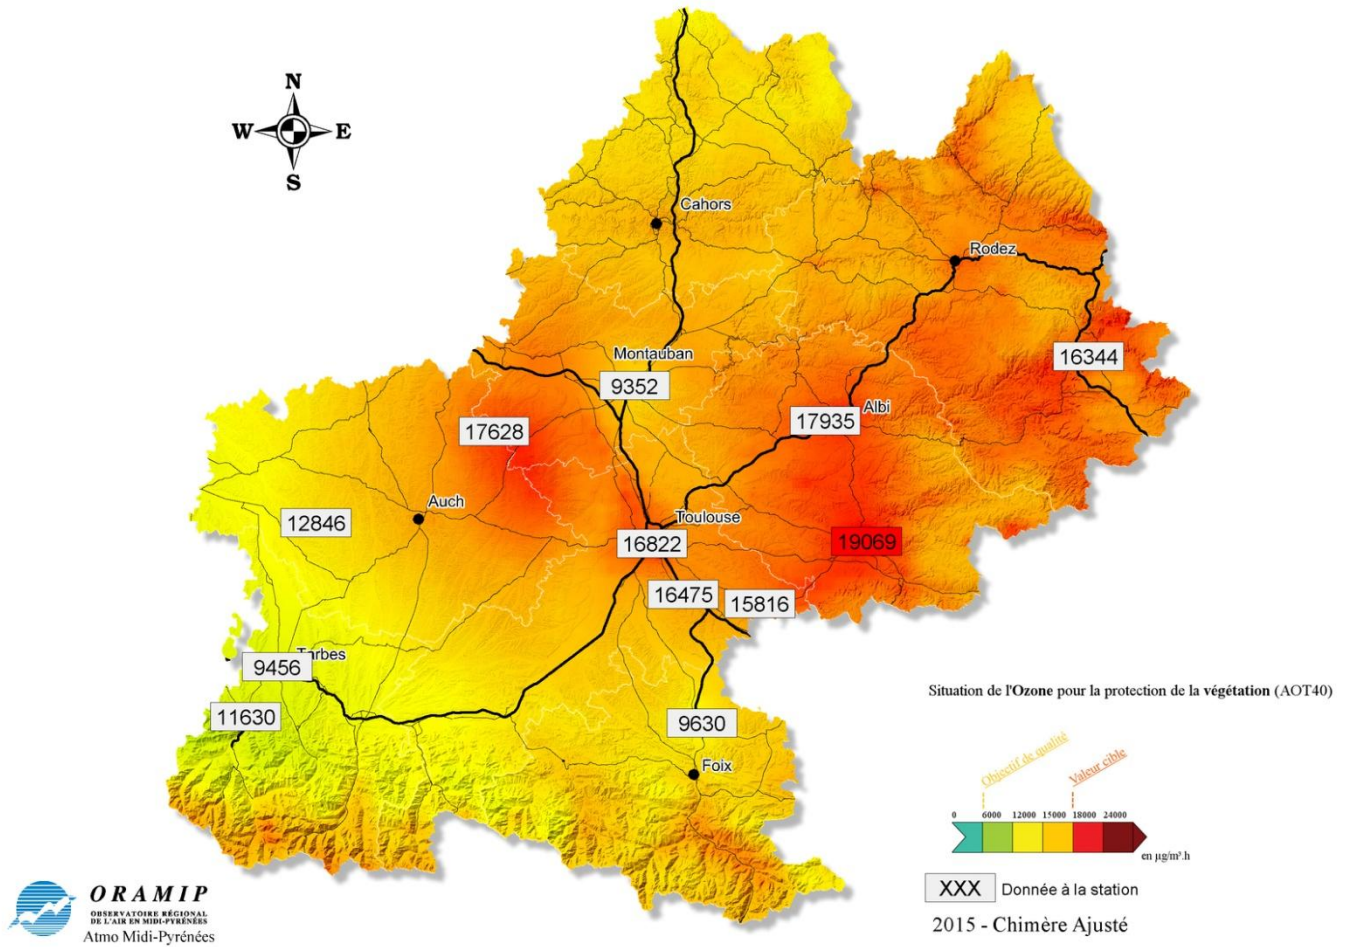 N
W E
S
Cahors
Rodez
Montauban
16344
9352
Albi
17935
17628
Auch
Toulouse
12846
19069
16822
16475
15816
Tarbes
9456
Situation de l'Ozone pour la protection de la végétation (AOT40)
11630
9630
Objectif de qualité
Valeur cible
Foix
0 6000 12000 15000 18000 24000
en µg/m³.h
XXX Donnée à la station
2015 - Chimère Ajusté
ORAMIP
OBSERVATOIRE RÉGIONAL
DE L'AIR EN MIDI-PYRÉNÉES
Atmo Midi-Pyrénées